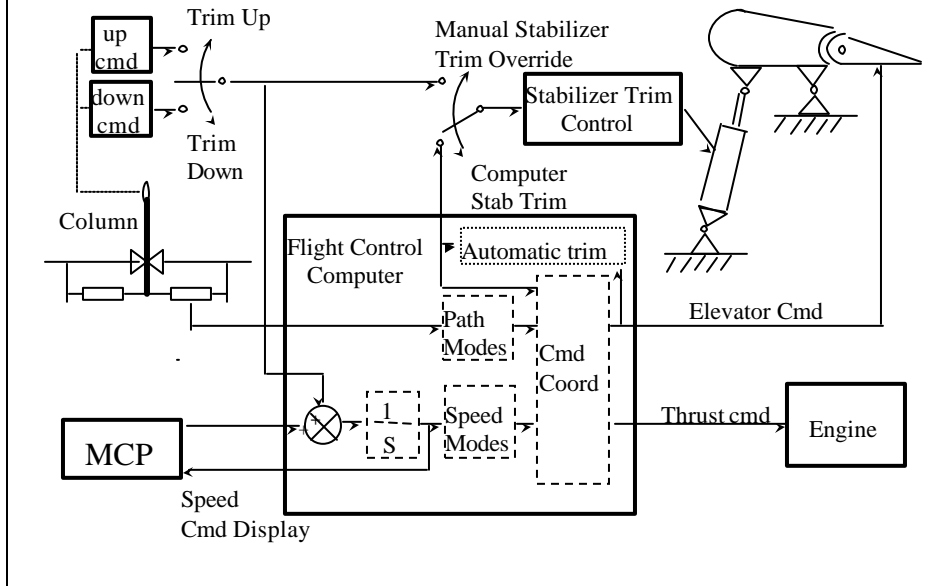 Trim Up
up
cmd
down
cmd
Trim
Down
Manual Stabilizer
Trim Override
Stabilizer Trim
Control
Computer
Stab Trim
Column
Flight Control
Computer
Automatic trim
Path
Modes
Cmd
Coord
Elevator Cmd
+
+
1
S
Speed
Modes
Thrust cmd
Engine
MCP
Speed
Cmd Display